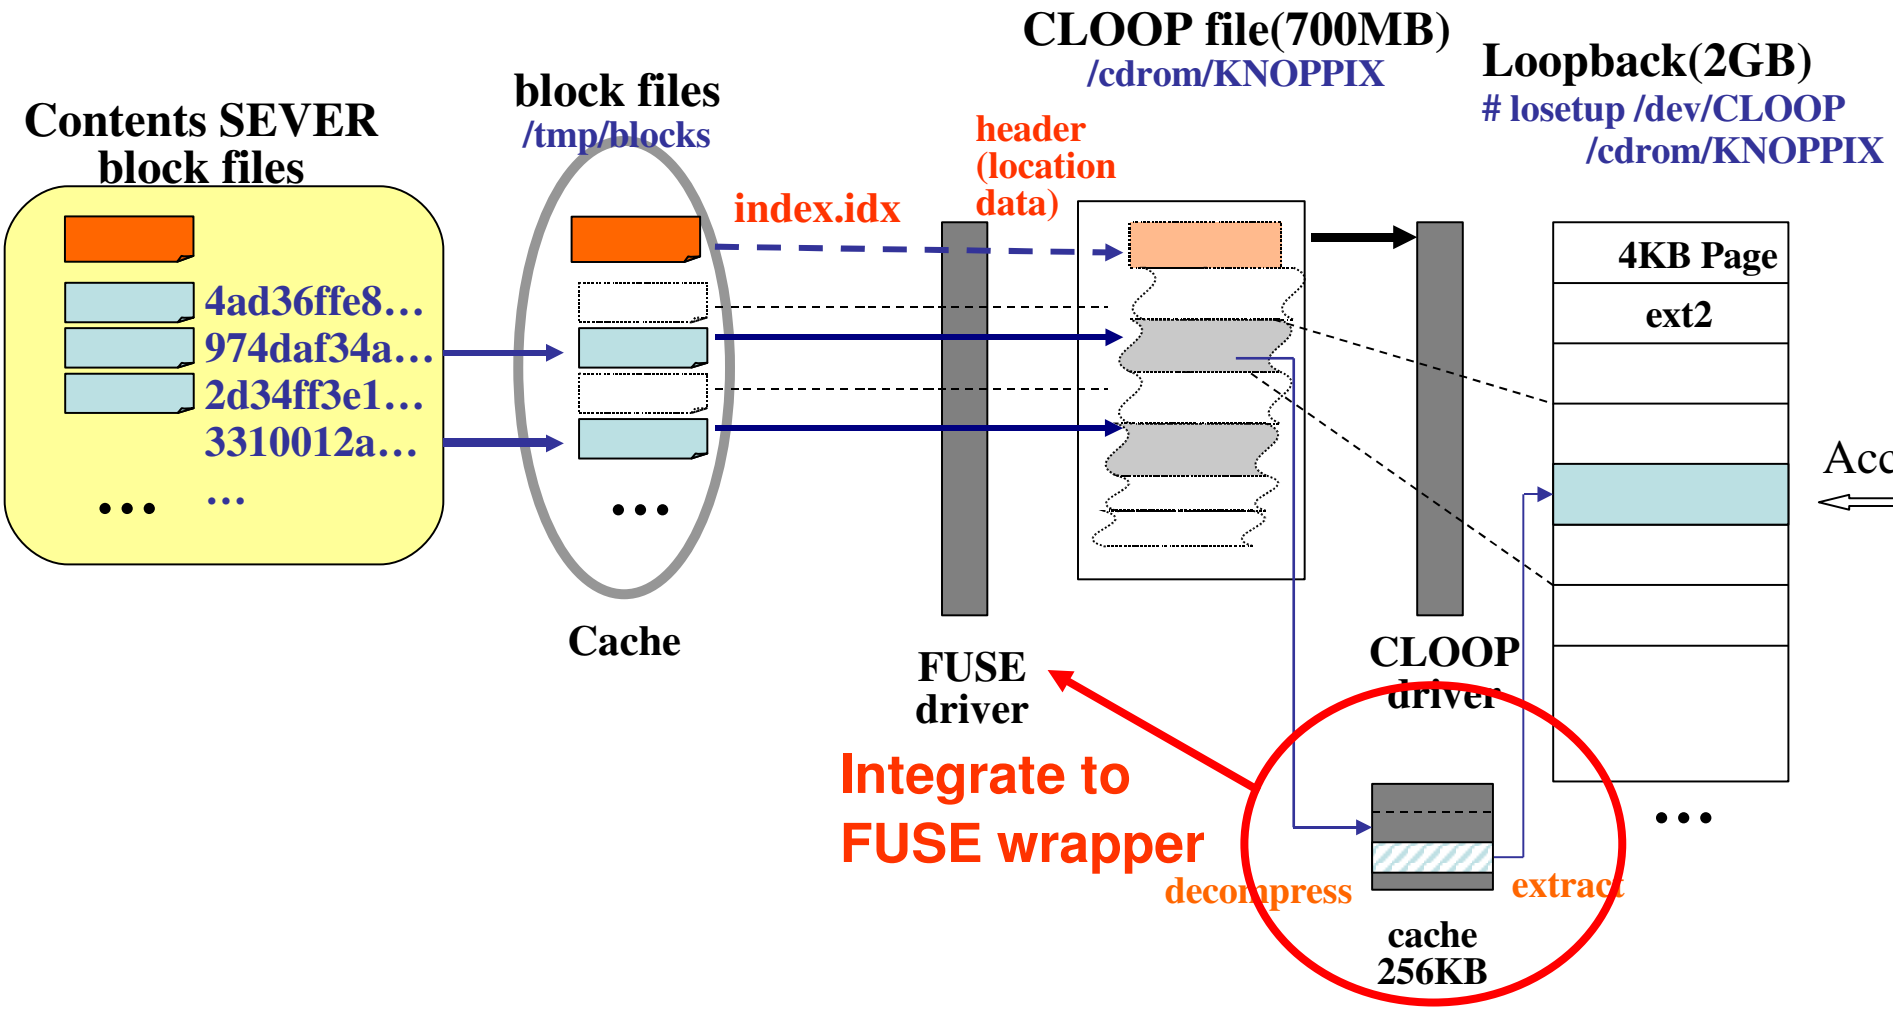 Contents SEVER
block files
4ad36ffe8…
974daf34a…
2d34ff3e1…
3310012a…
…
…
block files
/tmp/blocks
…
Cache
index.idx
header
(location
data)
FUSE
driver
CLOOP file(700MB)
/cdrom/KNOPPIX
CLOOP
driver
Loopback(2GB)
# losetup /dev/CLOOP
/cdrom/KNOPPIX
4KB Page
ext2
…
Acc
Integrate to
FUSE wrapper
decompress
extract
cache
256KB